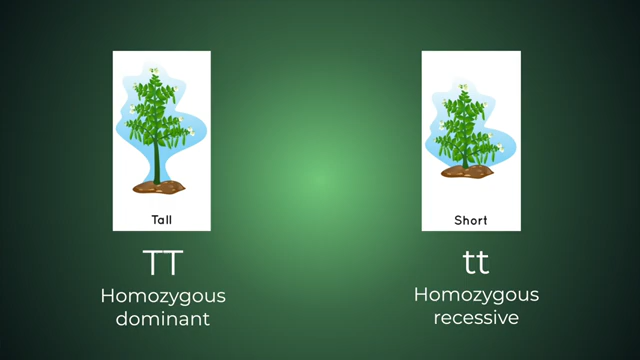 Tall
Short
TT
tt
Homozygous
dominant
Homozygous
recessive